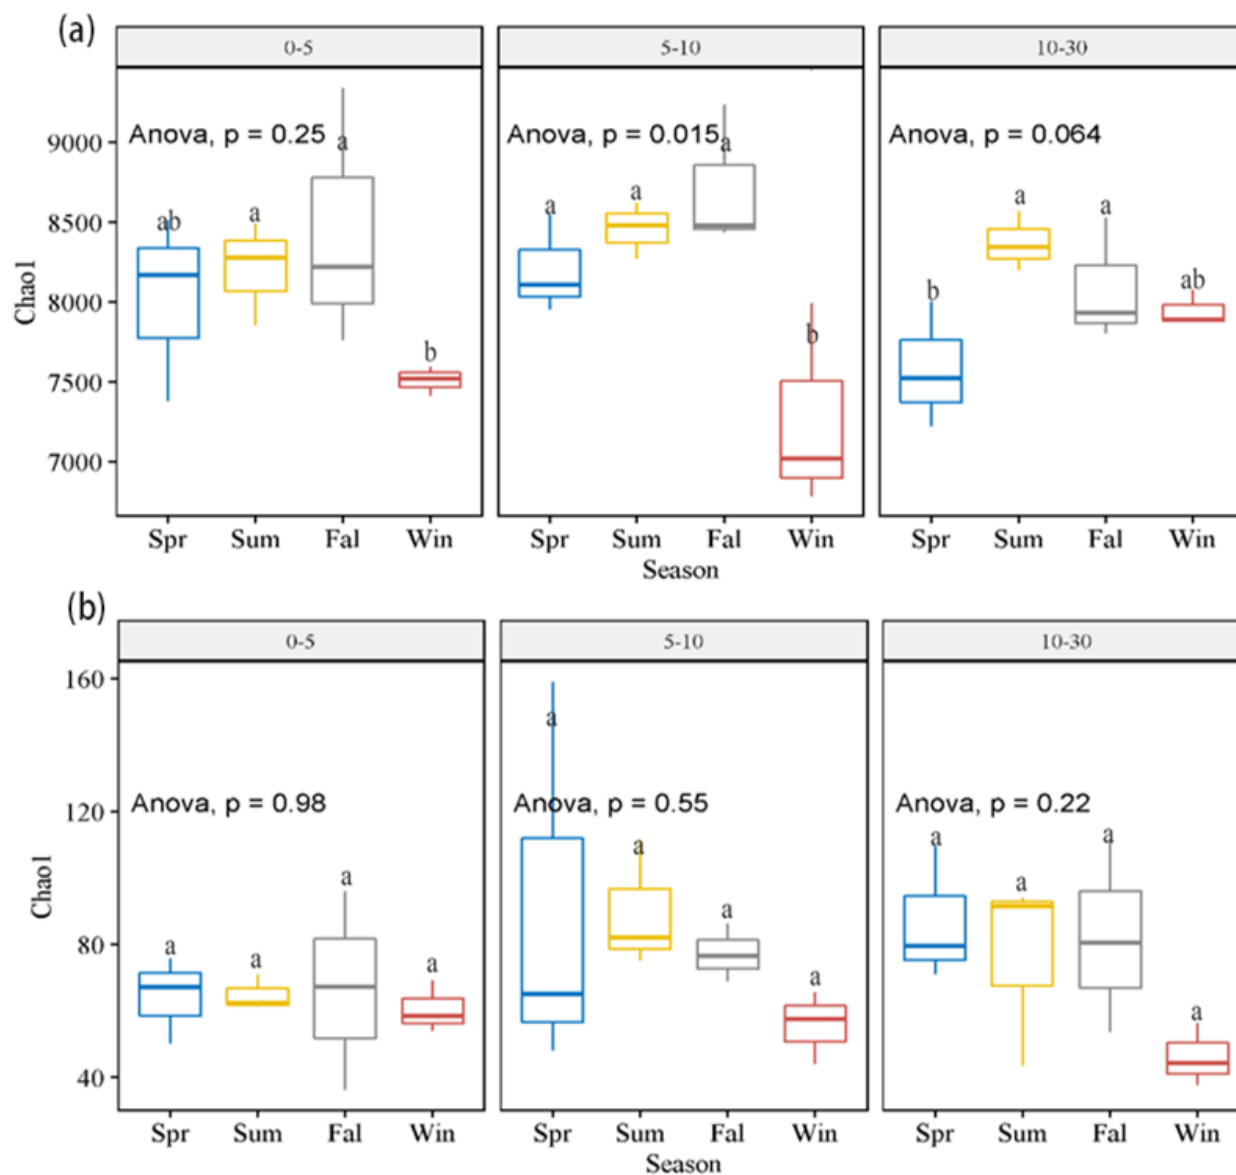 (a)
0-5 5-10 10-30
Anova, p = 0.25 Anova, p = 0.015 Anova, p = 0.064
ab a a b
a a a b
b a a ab
9000
8500
8000
7500
7000
Chao1
Spr Sum Fal Win Spr Sum Fal Win Spr Sum Fal Win
Season
(b)
0-5 5-10 10-30
Anova, p = 0.98 Anova, p = 0.55 Anova, p = 0.22
a a a a
a a a a
a a a a
160
120
80
40
Chao1
Spr Sum Fal Win Spr Sum Fal Win Spr Sum Fal Win
Season